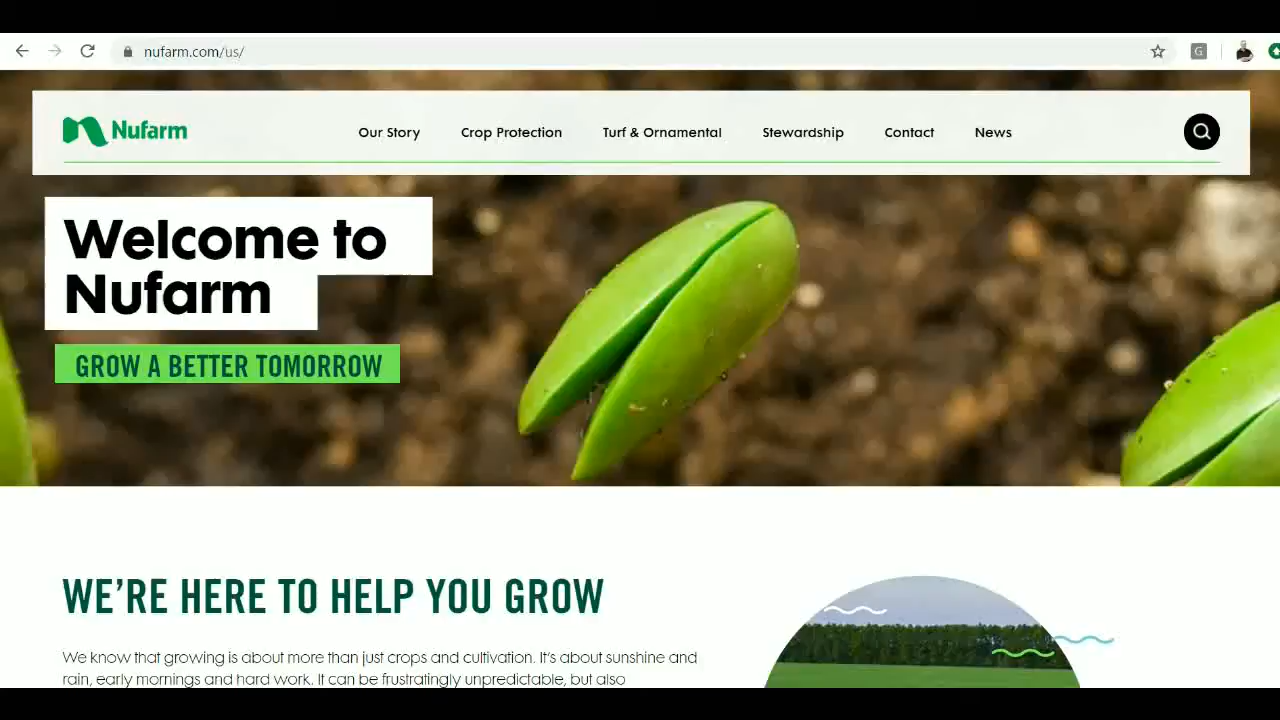 nufarm.com/us/
G
Nufarm
Our Story Crop Protection Turf & Ornamental Stewardship Contact News
Welcome to
Nufarm
GROW A BETTER TOMORROW
WE'RE HERE TO HELP YOU GROW
We know that growing is about more than just crops and cultivation. It's about sunshine and
rain, early mornings and hard work. It can be frustratingly unpredictable, but also